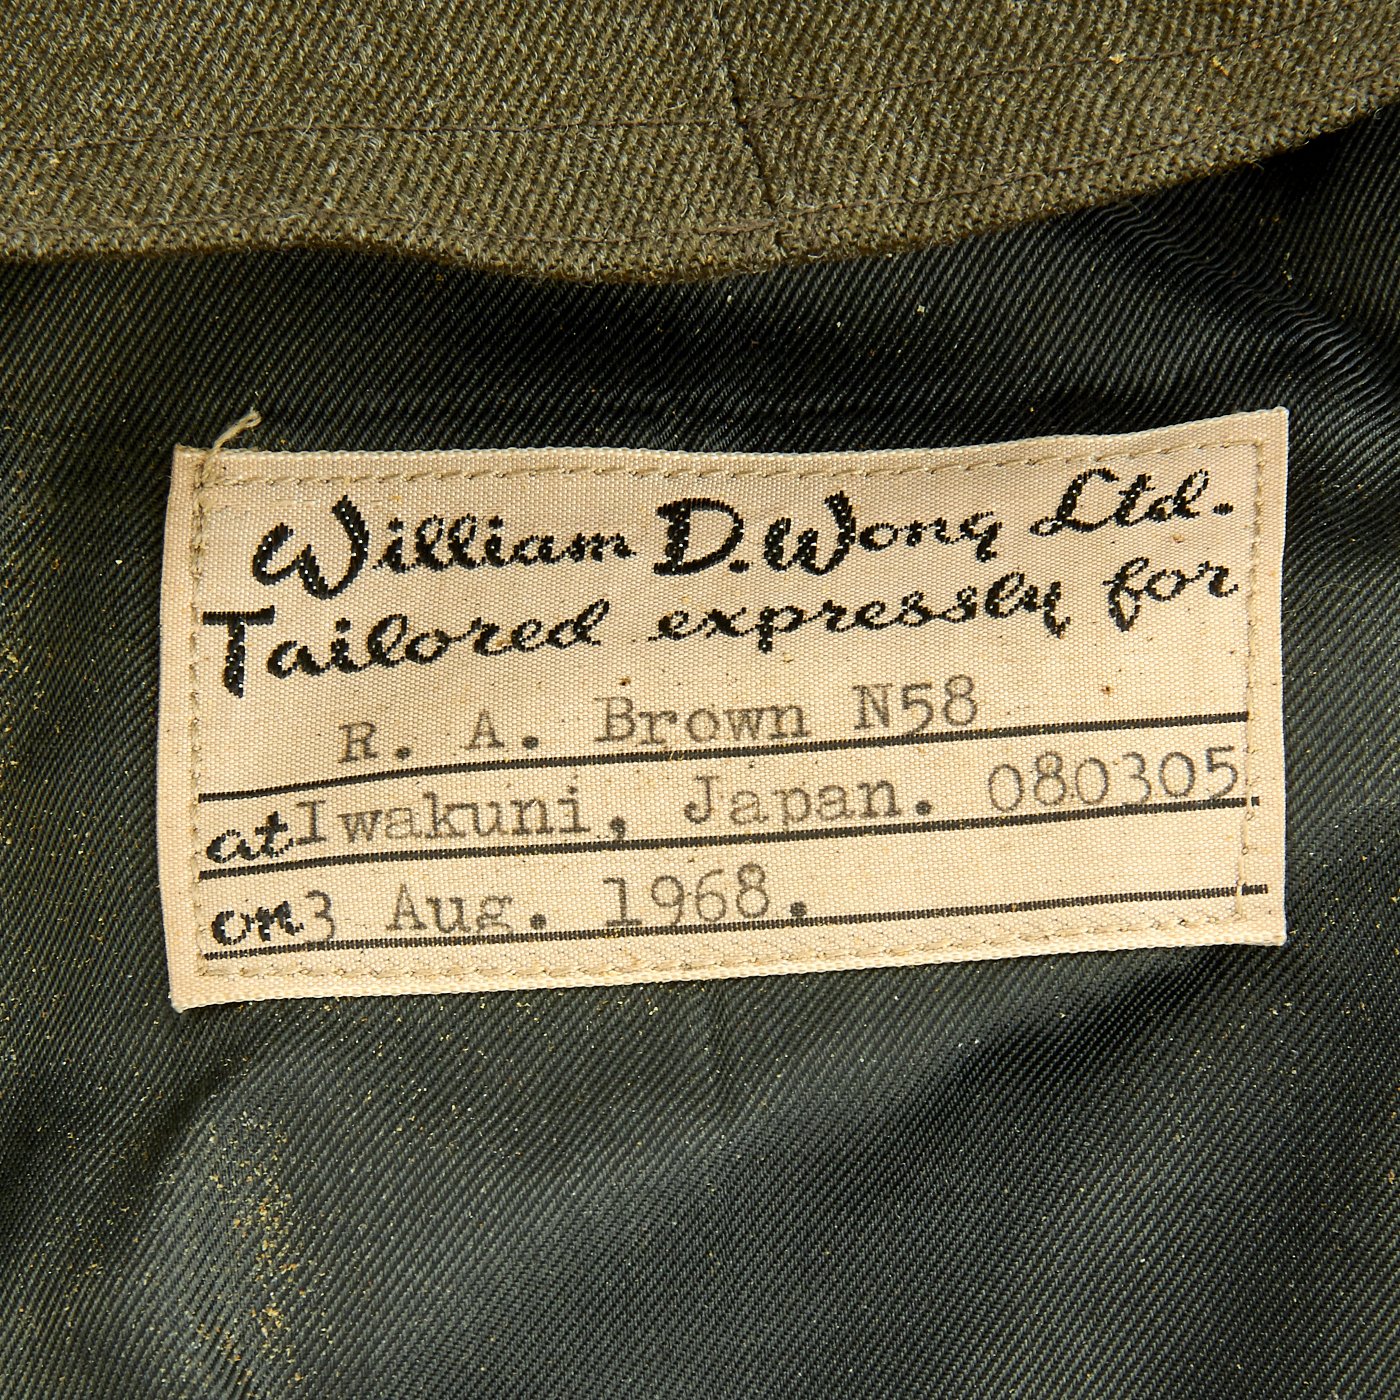 William D. Wong Ltd.
Tailored expressly for
R. A. Brown N58
at Iwakuni, Japan. 080305
on 3 Aug. 1968.